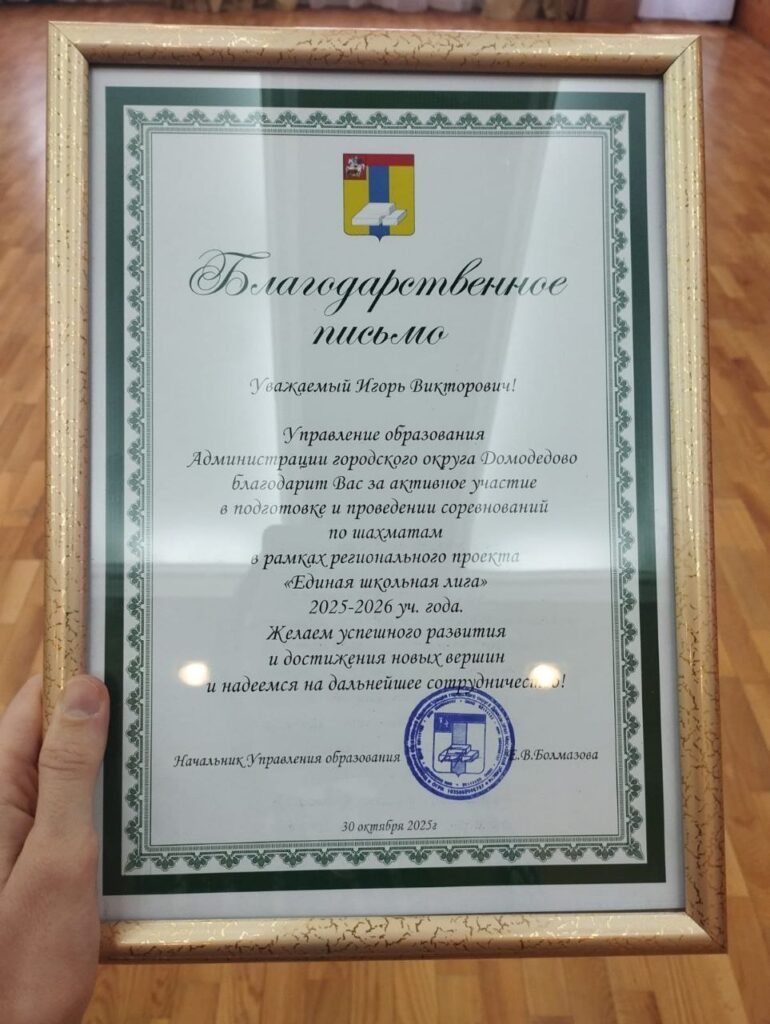 Благодарственное
письмо
Уважаемый Игорь Викторович!
Управление образования
Администрации городского округа Домодедово
благодарит Вас за активное участие
в подготовке и проведении соревнований
по шахматам
в рамках регионального проекта
«Единая школьная лига»
2025-2026 уч. года.
Желаем успешного развития
и достижения новых вершин
и надеемся на дальнейшее сотрудничество!
Начальник Управления образования Е.В.Болмазова
30 октября 2025г